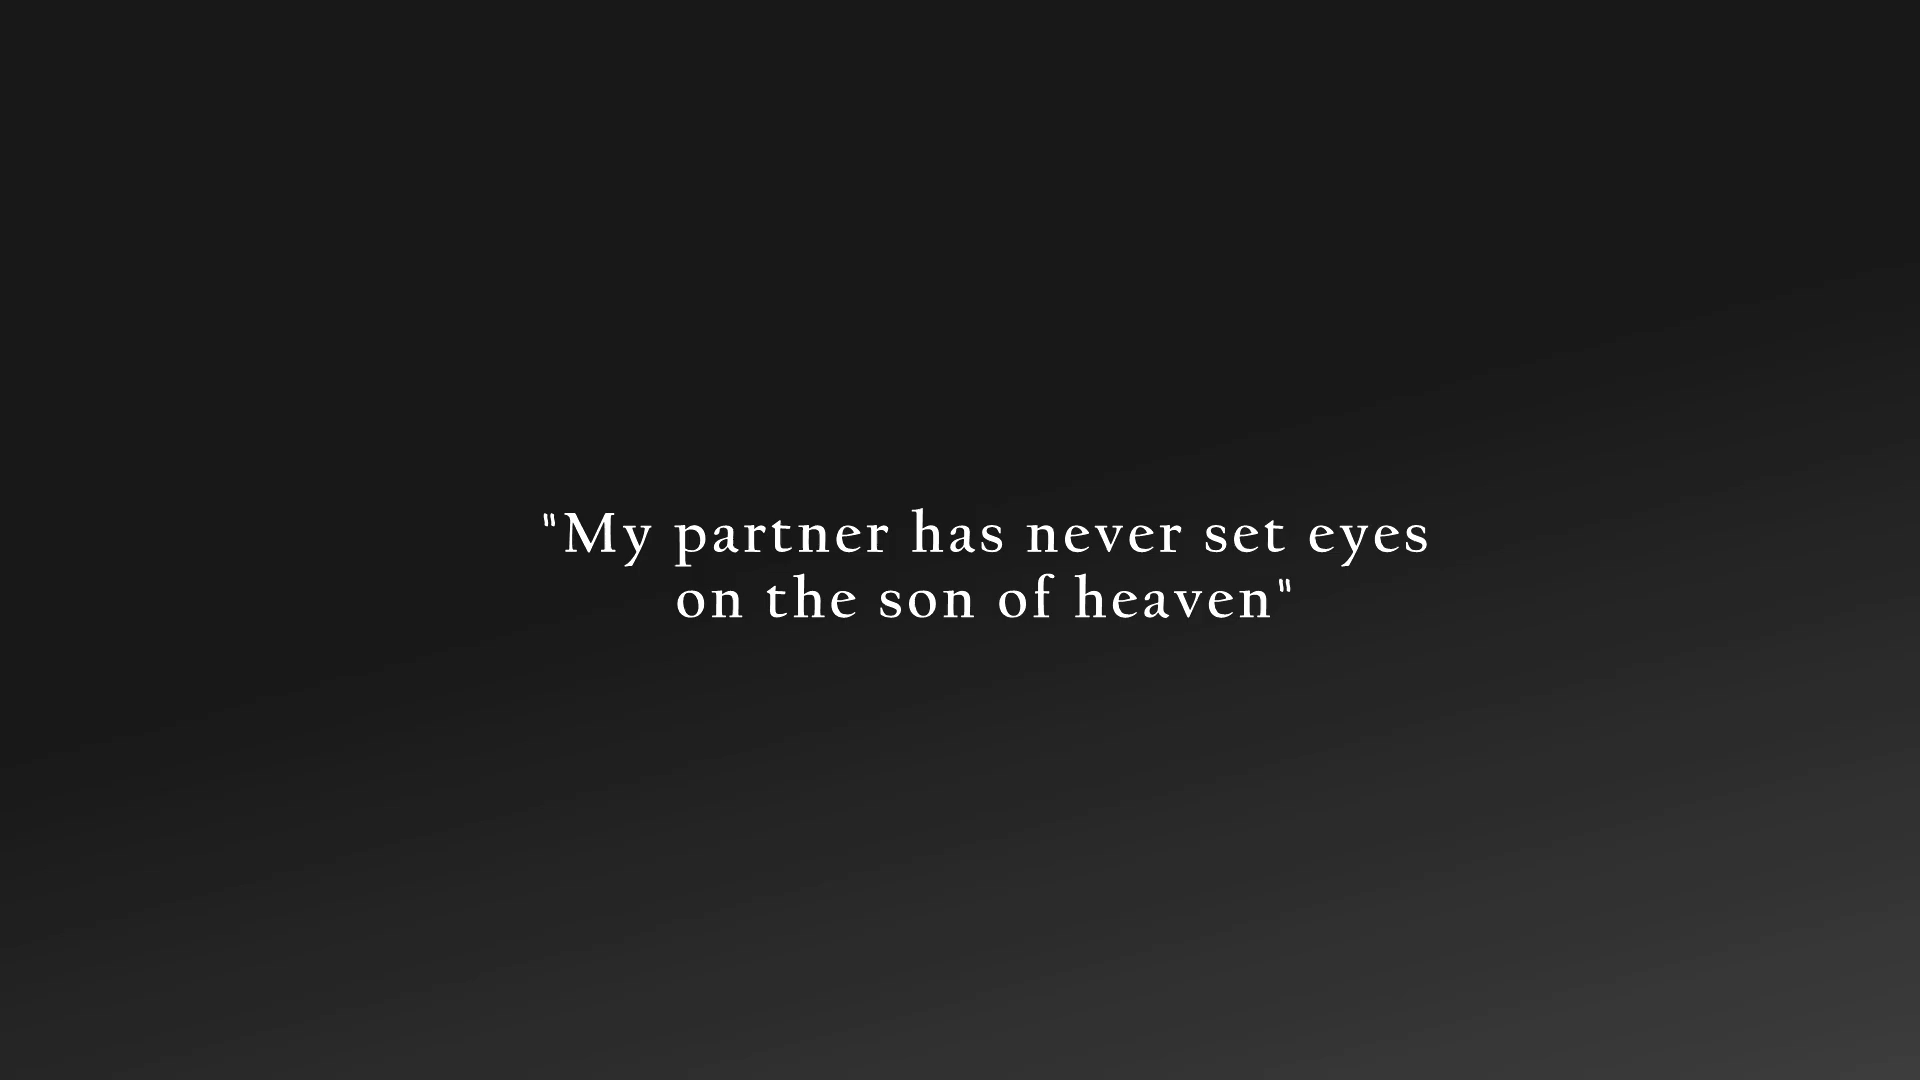 "My partner has never set eyes
on the son of heaven"